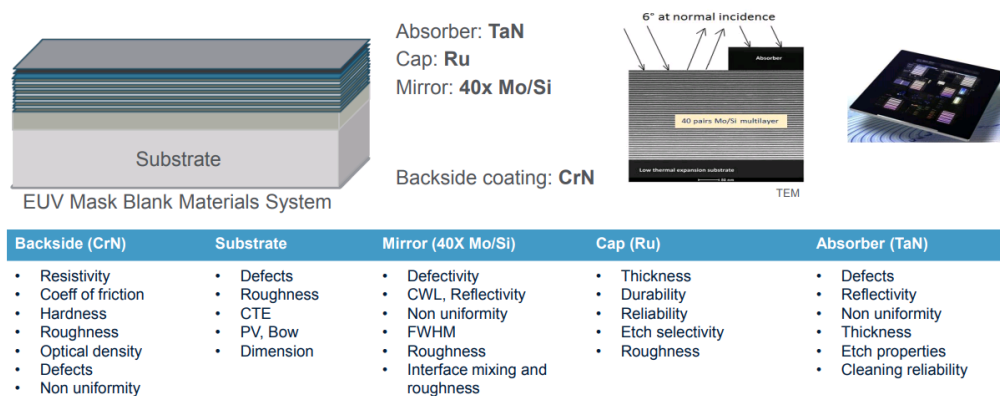 Absorber: TaN
Cap: Ru
Mirror: 40x Mo/Si
Backside coating: CrN
Substrate
EUV Mask Blank Materials System
6° at normal incidence
Absorber
40 pairs Mo/Si multilayer
Low thermal expansion substrate
TEM
Backside (CrN)
• Resistivity
• Coeff of friction
• Hardness
• Roughness
• Optical density
• Defects
• Non uniformity
Substrate
• Defects
• Roughness
• CTE
• PV, Bow
• Dimension
Mirror (40X Mo/Si)
• Defectivity
• CWL, Reflectivity
• Non uniformity
• FWHM
• Roughness
• Interface mixing and
roughness
Cap (Ru)
• Thickness
• Durability
• Reliability
• Etch selectivity
• Roughness
Absorber (TaN)
• Defects
• Reflectivity
• Non uniformity
• Thickness
• Etch properties
• Cleaning reliability